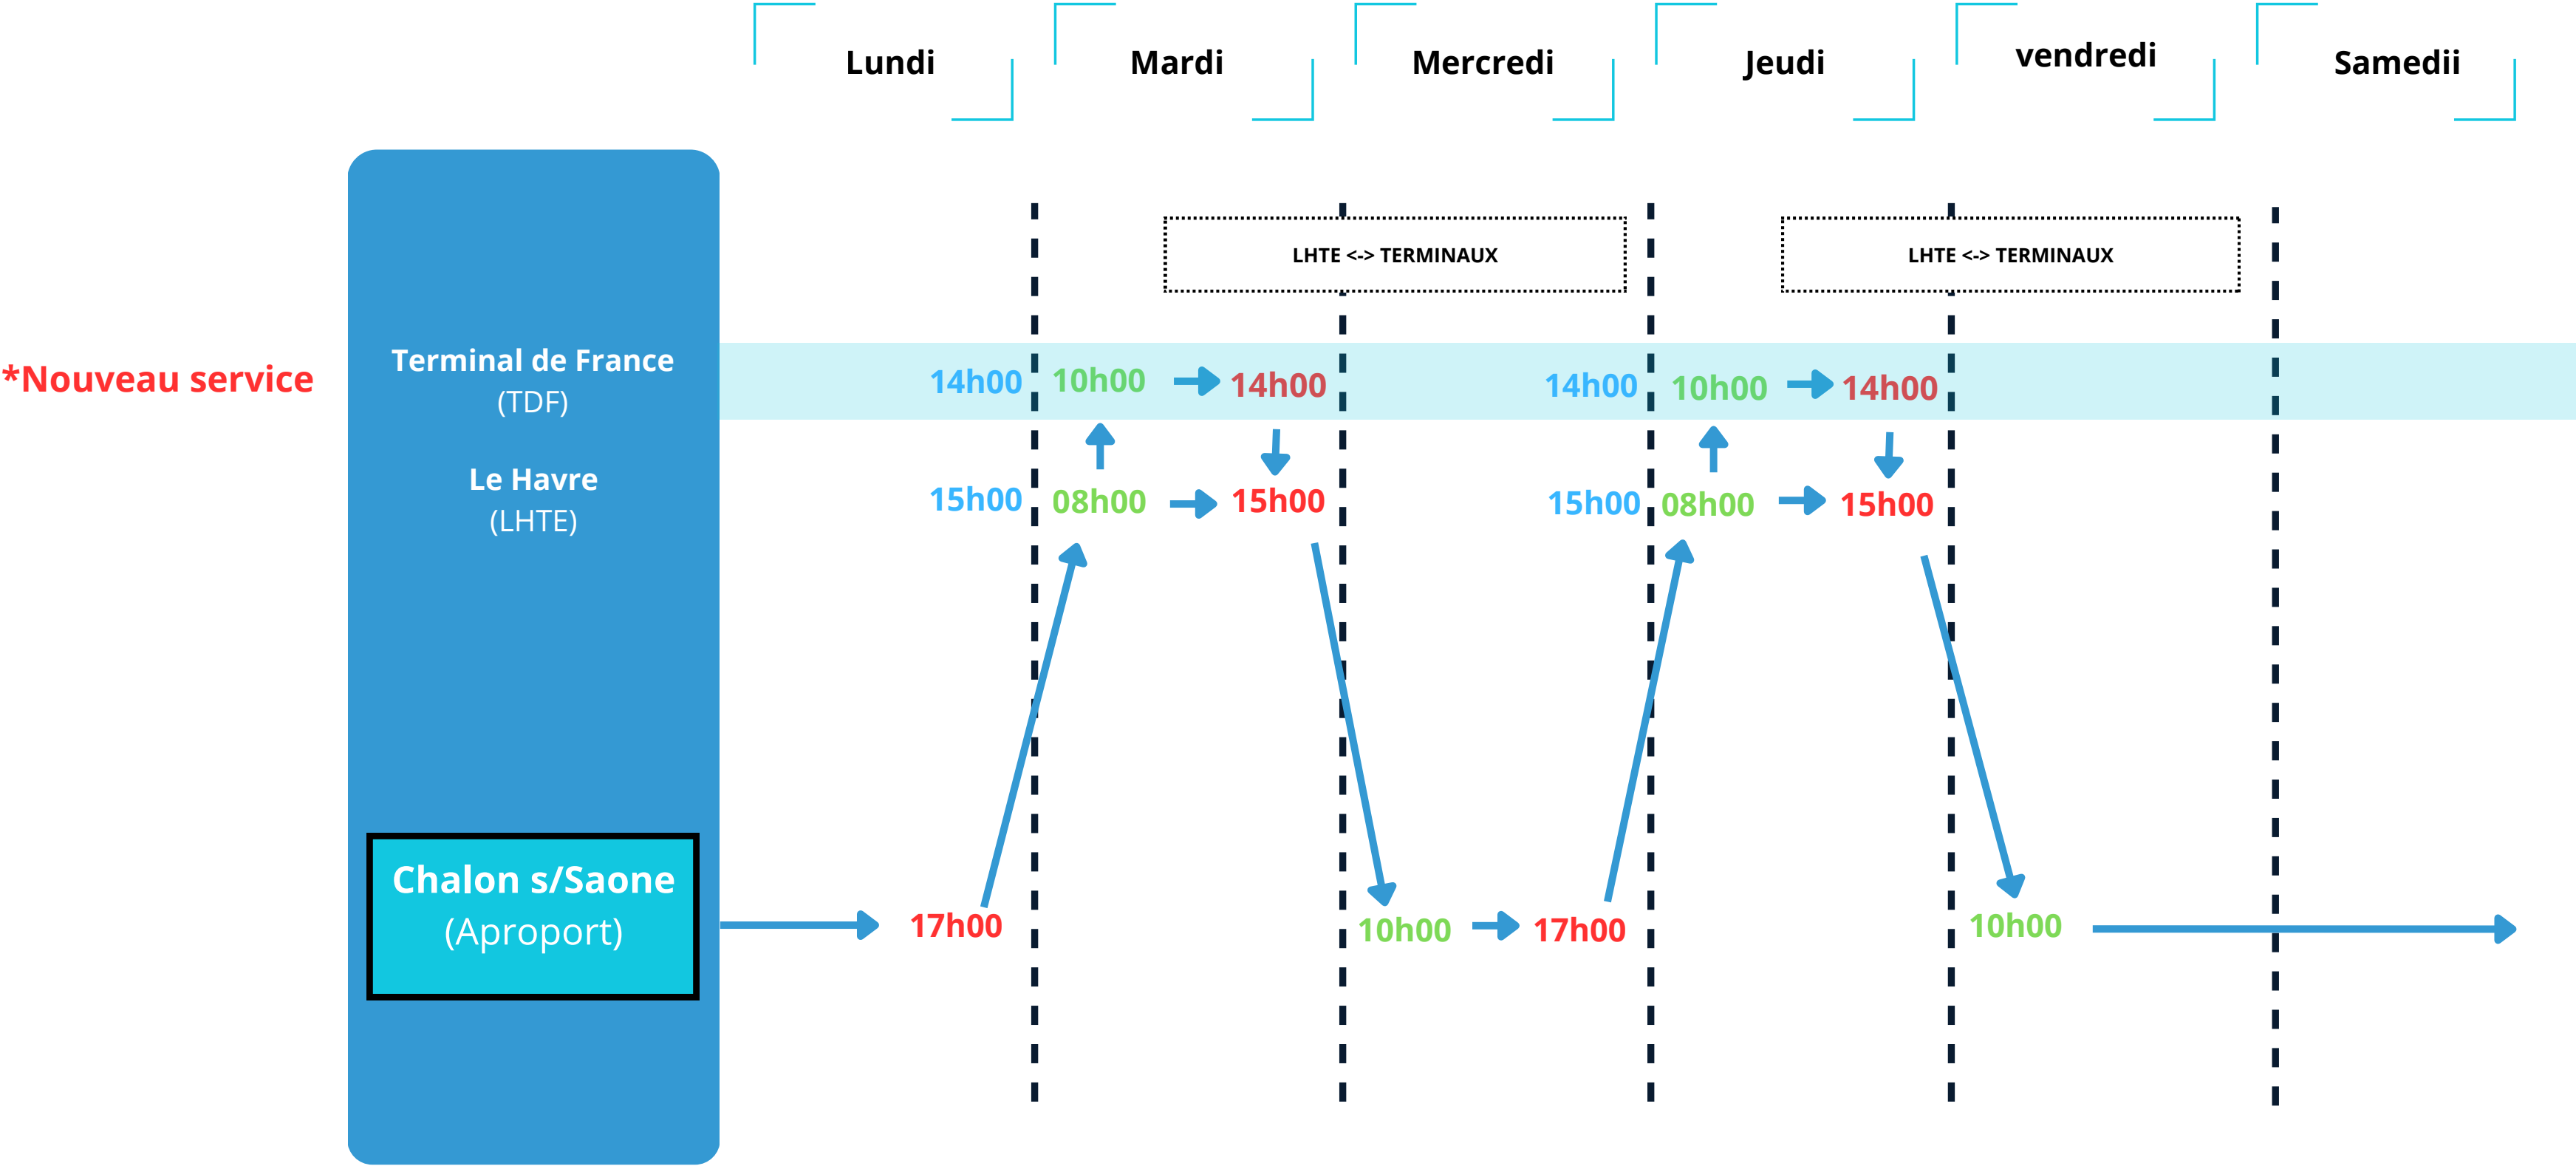 Lundi
Mardi
Mercredi
Jeudi
vendredi
Samedii
LHTE <-> TERMINAUX
LHTE <-> TERMINAUX
*Nouveau service
Terminal de France
(TDF)
14h00
10h00
14h00
14h00
10h00
14h00
Le Havre
(LHTE)
15h00
08h00
15h00
15h00
08h00
15h00
Chalon s/Saone
(Aproport)
17h00
10h00
17h00
10h00